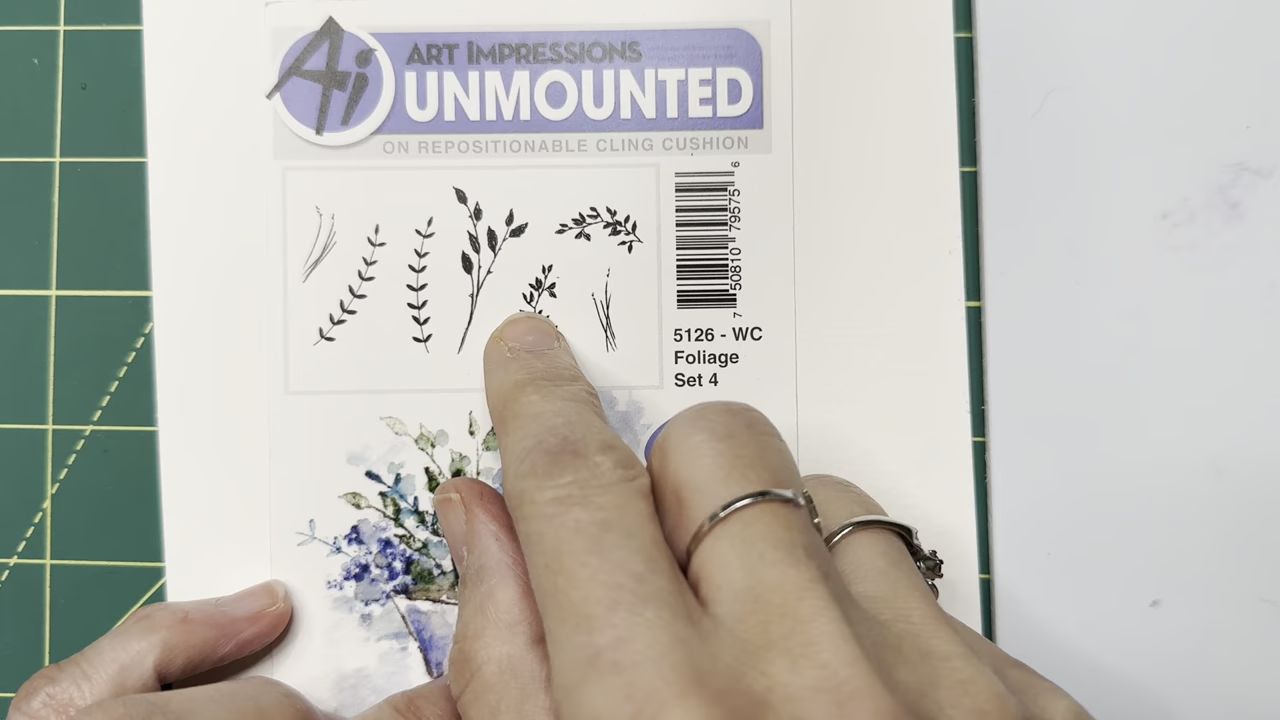 Ai
ART IMPRESSIONS
UNMOUNTED
ON REPOSITIONABLE CLING CUSHION
7 50810 79575 6
5126 - WC
Foliage
Set 4